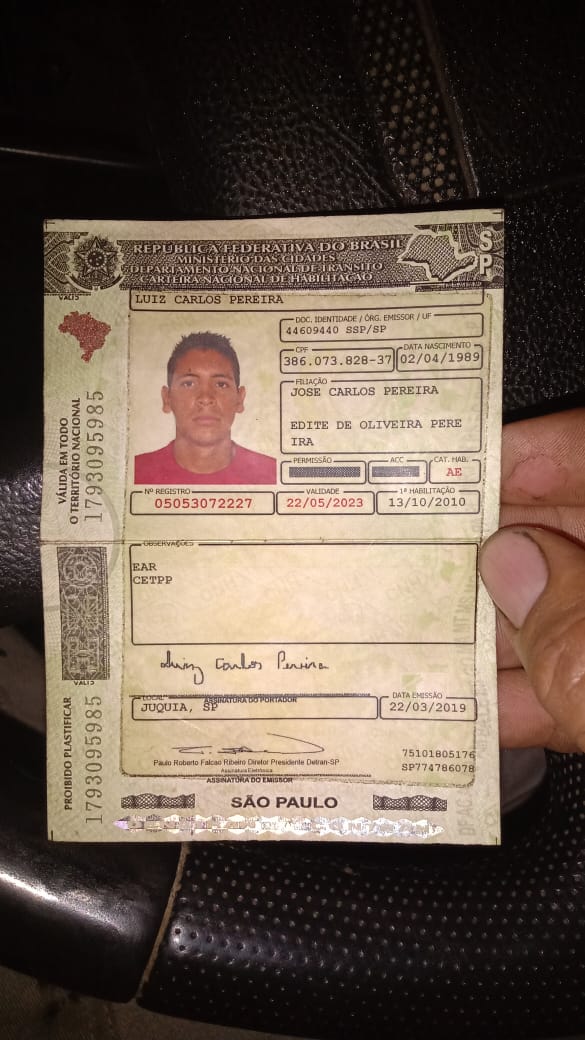 REPÚBLICA FEDERATIVA DO BRASIL
MINISTÉRIO DAS CIDADES
DEPARTAMENTO NACIONAL DE TRÂNSITO
CARTEIRA NACIONAL DE HABILITAÇÃO
SP
LUIZ CARLOS PEREIRA
DOC. IDENTIDADE / ÓRG. EMISSOR / UF
44609440 SSP/SP
CPF
386.073.828-37
DATA NASCIMENTO
02/04/1989
FILIAÇÃO
JOSE CARLOS PEREIRA
EDITE DE OLIVEIRA PERE
IRA
PERMISSÃO
ACC
CAT. HAB.
AE
Nº REGISTRO
05053072227
VALIDADE
22/05/2023
1ª HABILITAÇÃO
13/10/2010
VÁLIDA EM TODO
O TERRITÓRIO NACIONAL
1793095985
OBSERVAÇÕES
EAR
CETPP
Luiz Carlos Pereira
ASSINATURA DO PORTADOR
LOCAL
JUQUIA, SP
DATA EMISSÃO
22/03/2019
Paulo Roberto Falcao Ribeiro Diretor Presidente Detran-SP
Assinatura Eletrônica
ASSINATURA DO EMISSOR
75101805176
SP774786078
PROIBIDO PLASTIFICAR
1793095985
SÃO PAULO